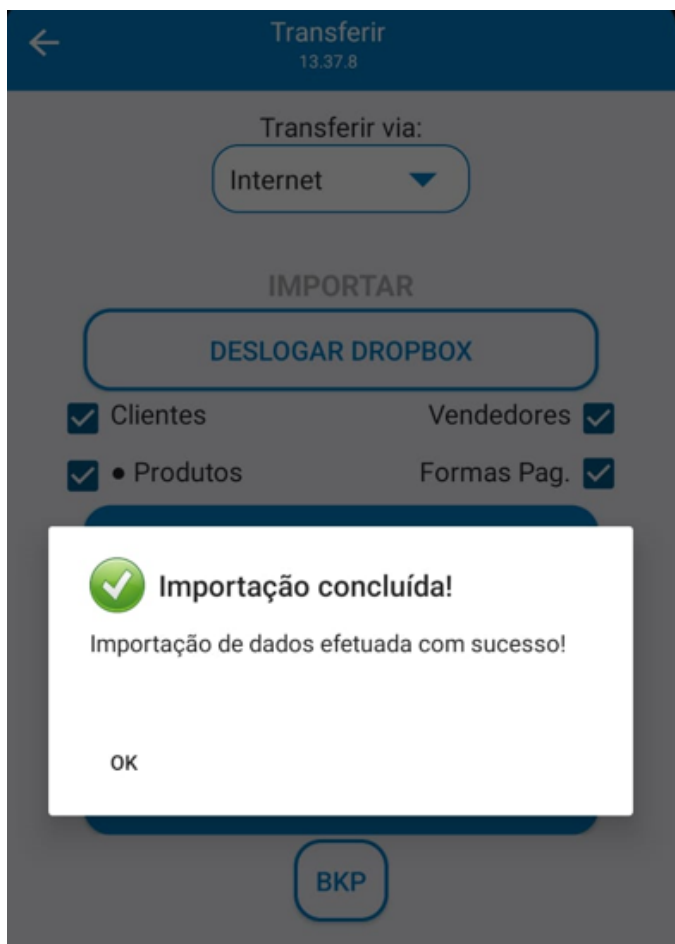 Transferir
13.37.8
Transferir via:
Internet
IMPORTAR
DESLOGAR DROPBOX
Clientes
Vendedores
• Produtos
Formas Pag.
Importação concluída!
Importação de dados efetuada com sucesso!
OK
BKP